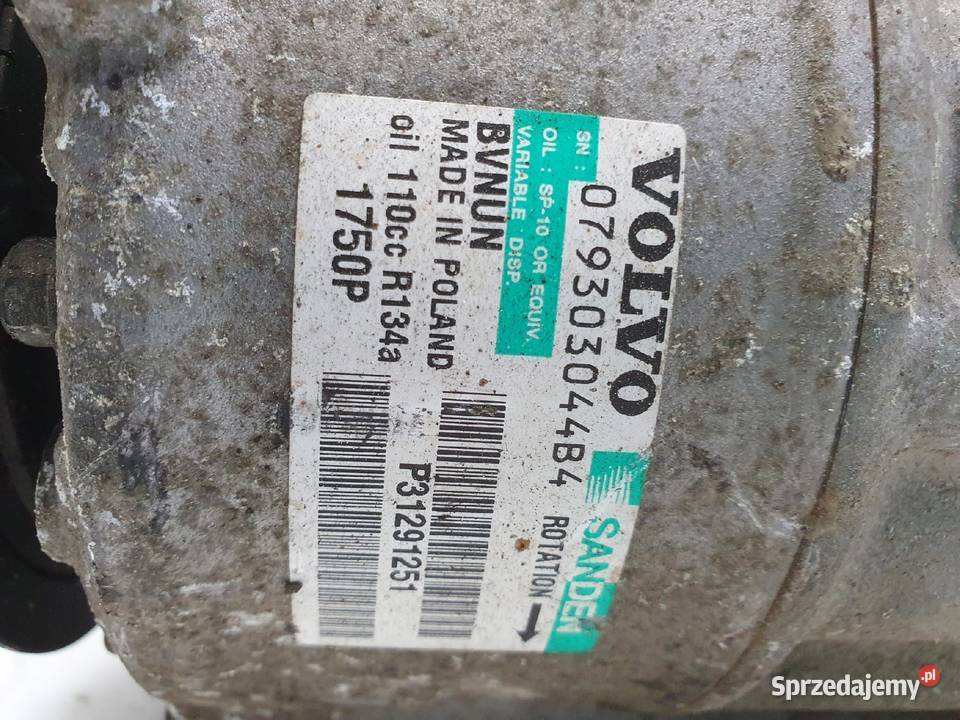 VOLVO
SANDEN
SN : 079303044B4 ROTATION
OIL : SP-10 OR EQUIV.
VARIABLE DISP.
BVNUN
MADE IN POLAND
oil 110cc R134a
P31291251
1750P
Sprzedajemy.pl